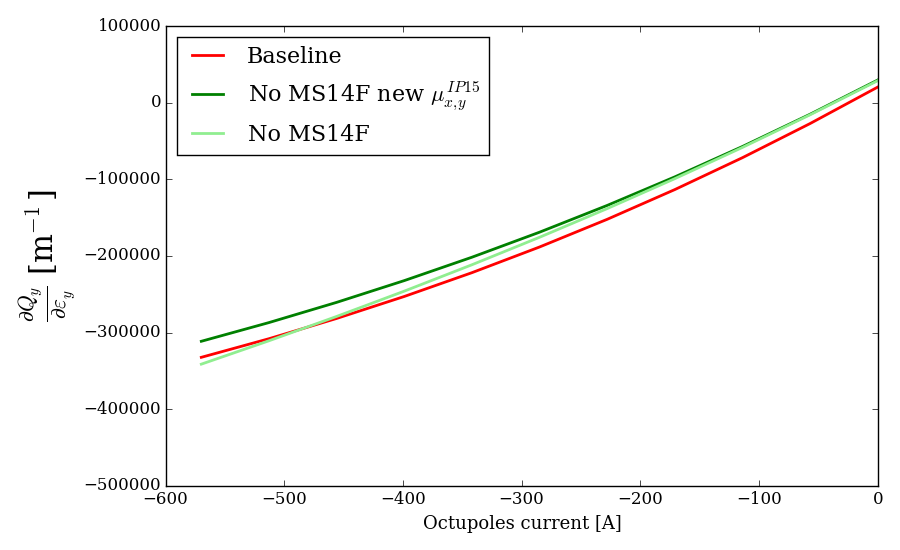 100000
0
−100000
−200000
−300000
−400000
−500000
∂Q_y/∂ε_y [m⁻¹]
Baseline
No MS14F new μ_{x,y}^{IP15}
No MS14F
−600 −500 −400 −300 −200 −100 0
Octupoles current [A]